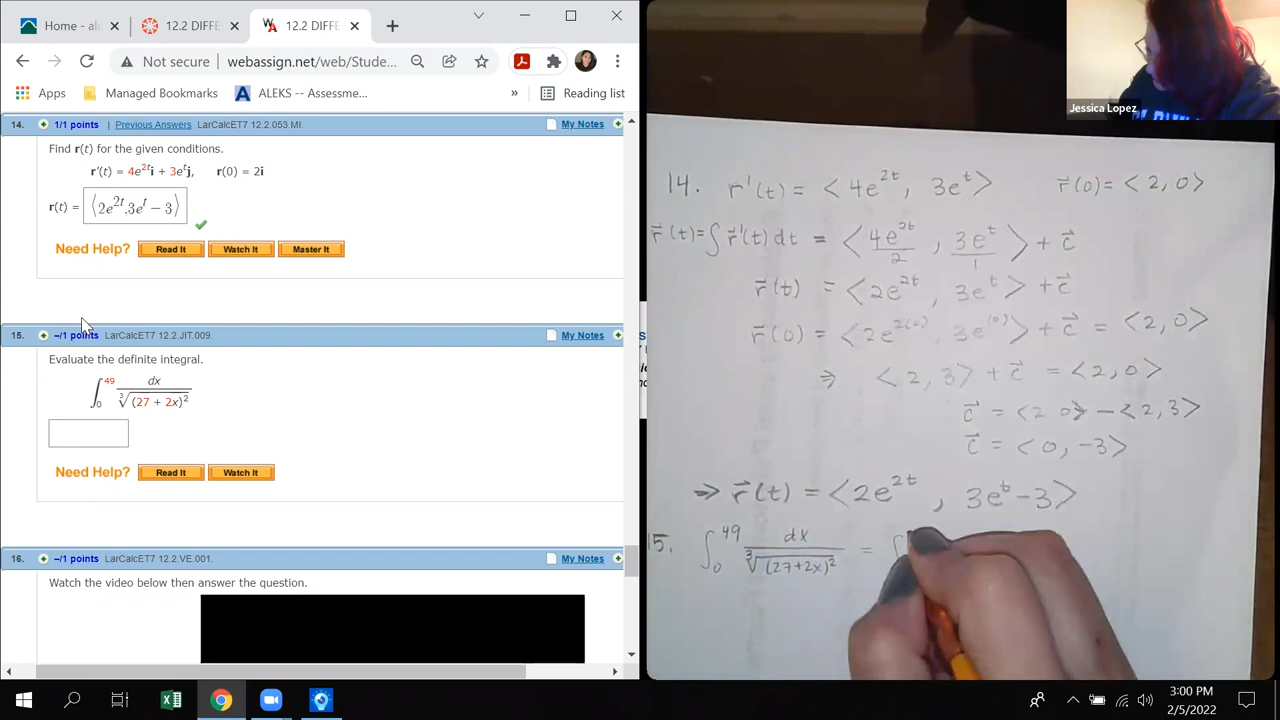 Home - ala
12.2 DIFFE
12.2 DIFFE
Not secure | webassign.net/web/Stude...
Apps Managed Bookmarks ALEKS -- Assessme... » Reading list
14. 1/1 points | Previous Answers LarCalcET7 12.2.053.MI. My Notes
Find r(t) for the given conditions.
r'(t) = 4e^{2t}i + 3e^{t}j, r(0) = 2i
r(t) = ⟨2e^{2t},3e^{t} − 3⟩
Need Help? Read It Watch It Master It
15. –/1 points LarCalcET7 12.2.JIT.009. My Notes
Evaluate the definite integral.
∫_0^{49} dx / ∛(27 + 2x)^2
Need Help? Read It Watch It
16. –/1 points LarCalcET7 12.2.VE.001. My Notes
Watch the video below then answer the question.
Jessica Lopez
14. r'(t) = <4e^{2t}, 3e^{t}> r⃗(0) = <2, 0>
r⃗(t) = ∫ r⃗'(t) dt = <4e^{2t}/2, 3e^{t}/1> + c⃗
r⃗(t) = <2e^{2t}, 3e^{t}> + c⃗
r⃗(0) = <2e^{2(0)}, 3e^{(0)}> + c⃗ = <2, 0>
⇒ <2, 3> + c⃗ = <2, 0>
c⃗ = <2 0> − <2, 3>
c⃗ = <0, −3>
⇒ r⃗(t) = <2e^{2t}, 3e^{t} − 3>
15. ∫_0^{49} dx / ∛(27+2x)^2 = ∫
3:00 PM
2/5/2022